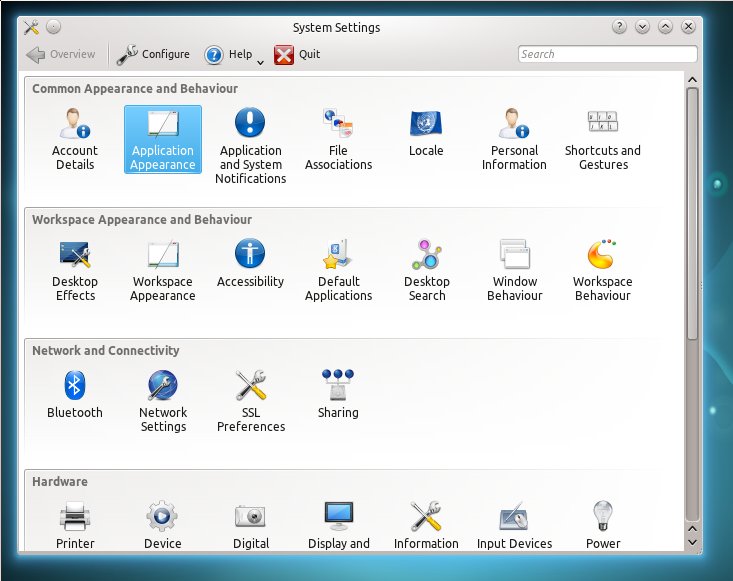 System Settings
Overview Configure Help Quit Search
Common Appearance and Behaviour
Account Details
Application Appearance
Application and System Notifications
File Associations
Locale
Personal Information
Shortcuts and Gestures
Workspace Appearance and Behaviour
Desktop Effects
Workspace Appearance
Accessibility
Default Applications
Desktop Search
Window Behaviour
Workspace Behaviour
Network and Connectivity
Bluetooth
Network Settings
SSL Preferences
Sharing
Hardware
Printer
Device
Digital
Display and
Information
Input Devices
Power